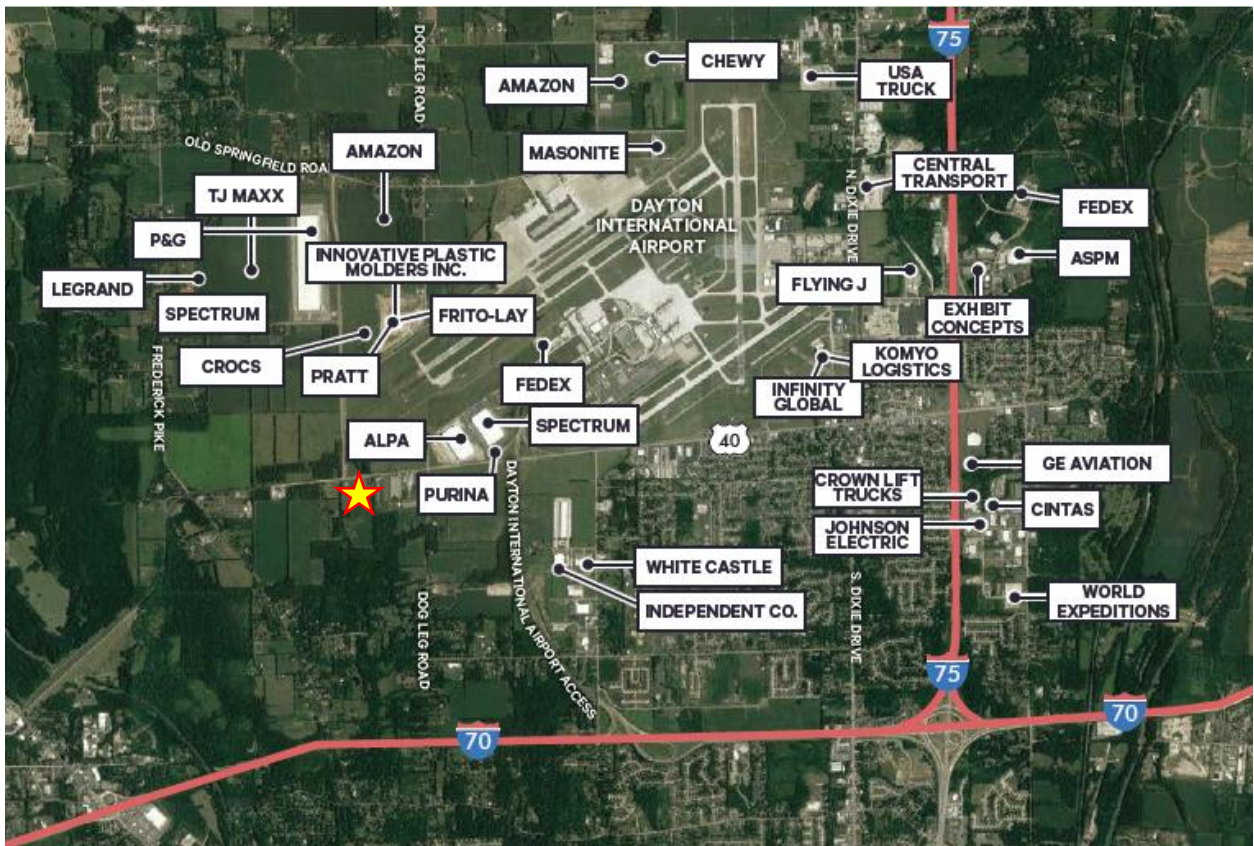 75
DOG LEG ROAD
CHEWY
AMAZON
USA
TRUCK
OLD SPRINGFIELD ROAD
AMAZON
MASONITE
N. DIXIE DRIVE
CENTRAL
TRANSPORT
TJ MAXX
FEDEX
P&G
DAYTON
INTERNATIONAL
AIRPORT
INNOVATIVE PLASTIC
MOLDERS INC.
ASPM
LEGRAND
FLYING J
SPECTRUM
FRITO-LAY
EXHIBIT
CONCEPTS
CROCS
PRATT
FREDERICK PIKE
FEDEX
KOMYO
LOGISTICS
INFINITY
GLOBAL
SPECTRUM
ALPA
40
GE AVIATION
PURINA
CROWN LIFT
TRUCKS
CINTAS
JOHNSON
ELECTRIC
DAYTON INTERNATIONAL AIRPORT ACCESS
WHITE CASTLE
INDEPENDENT CO.
WORLD
EXPEDITIONS
DOG LEG ROAD
S. DIXIE DRIVE
75
70
70